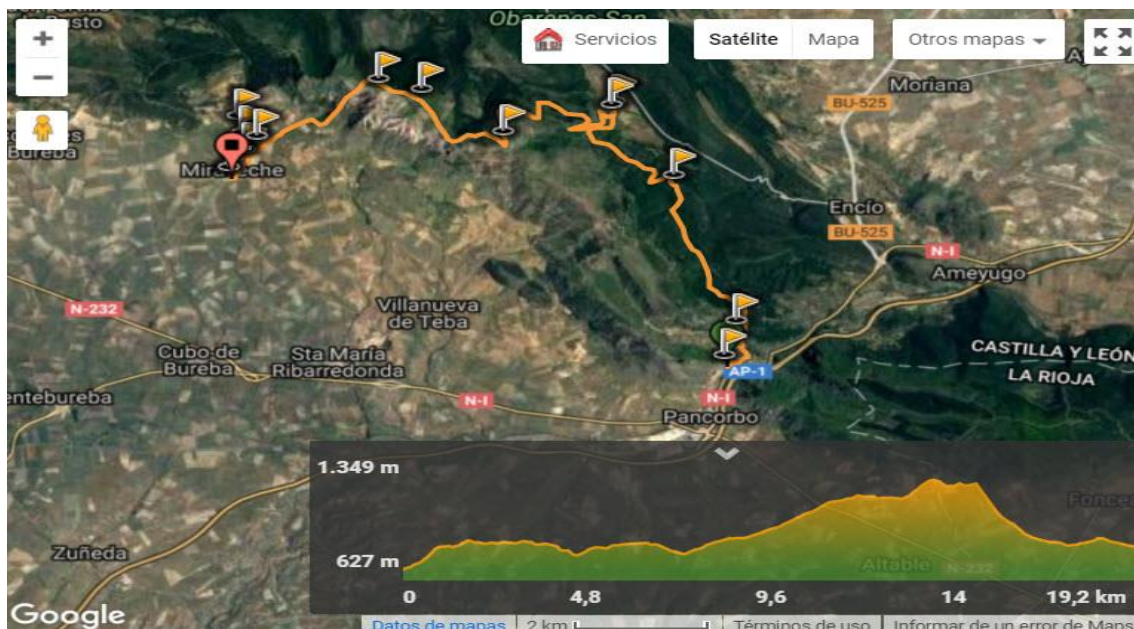 Obarenes-San
Servicios
Satélite
Mapa
Otros mapas
+
−
Moriana
BU-525
Bureba
Encío
BU-525
N-I
Ameyugo
N-232
Villanueva
de Teba
Cubo de
Bureba
Sta María
Ribarredonda
CASTILLA Y LEÓN
LA RIOJA
AP-1
N-I
N-I
Pancorbo
1.349 m
627 m
Zuñeda
Altable
N-232
0
4,8
9,6
14
19,2 km
Google
Datos de mapas
2 km
Términos de uso
Informar de un error de Maps